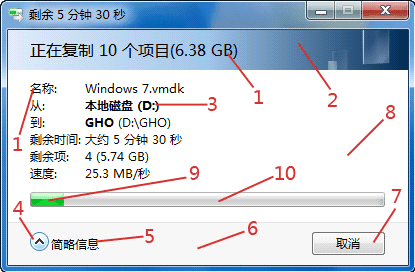 剩余 5 分钟 30 秒
正在复制 10 个项目(6.38 GB)
1
2
名称: Windows 7.vmdk
从: 本地磁盘 (D:)
3
1
到: GHO (D:\GHO)
8
剩余时间: 大约 5 分钟 30 秒
剩余项: 4 (5.74 GB)
速度: 25.3 MB/秒
9
10
4
简略信息
5
6
7
取消